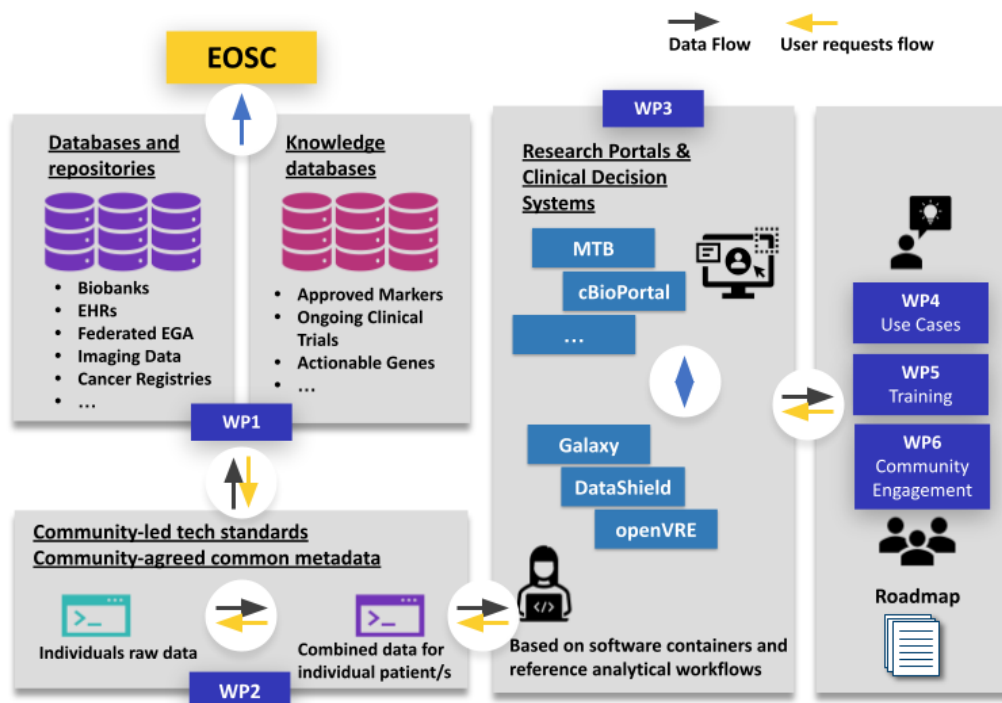 Data Flow
User requests flow
EOSC
Databases and
repositories
• Biobanks
• EHRs
• Federated EGA
• Imaging Data
• Cancer Registries
• ...
Knowledge
databases
• Approved Markers
• Ongoing Clinical
Trials
• Actionable Genes
• ...
WP1
Community-led tech standards
Community-agreed common metadata
>_
Individuals raw data
>_
Combined data for
individual patient/s
WP2
WP3
Research Portals &
Clinical Decision
Systems
MTB
cBioPortal
...
Galaxy
DataShield
openVRE
</>
Based on software containers and
reference analytical workflows
WP4
Use Cases
WP5
Training
WP6
Community
Engagement
Roadmap